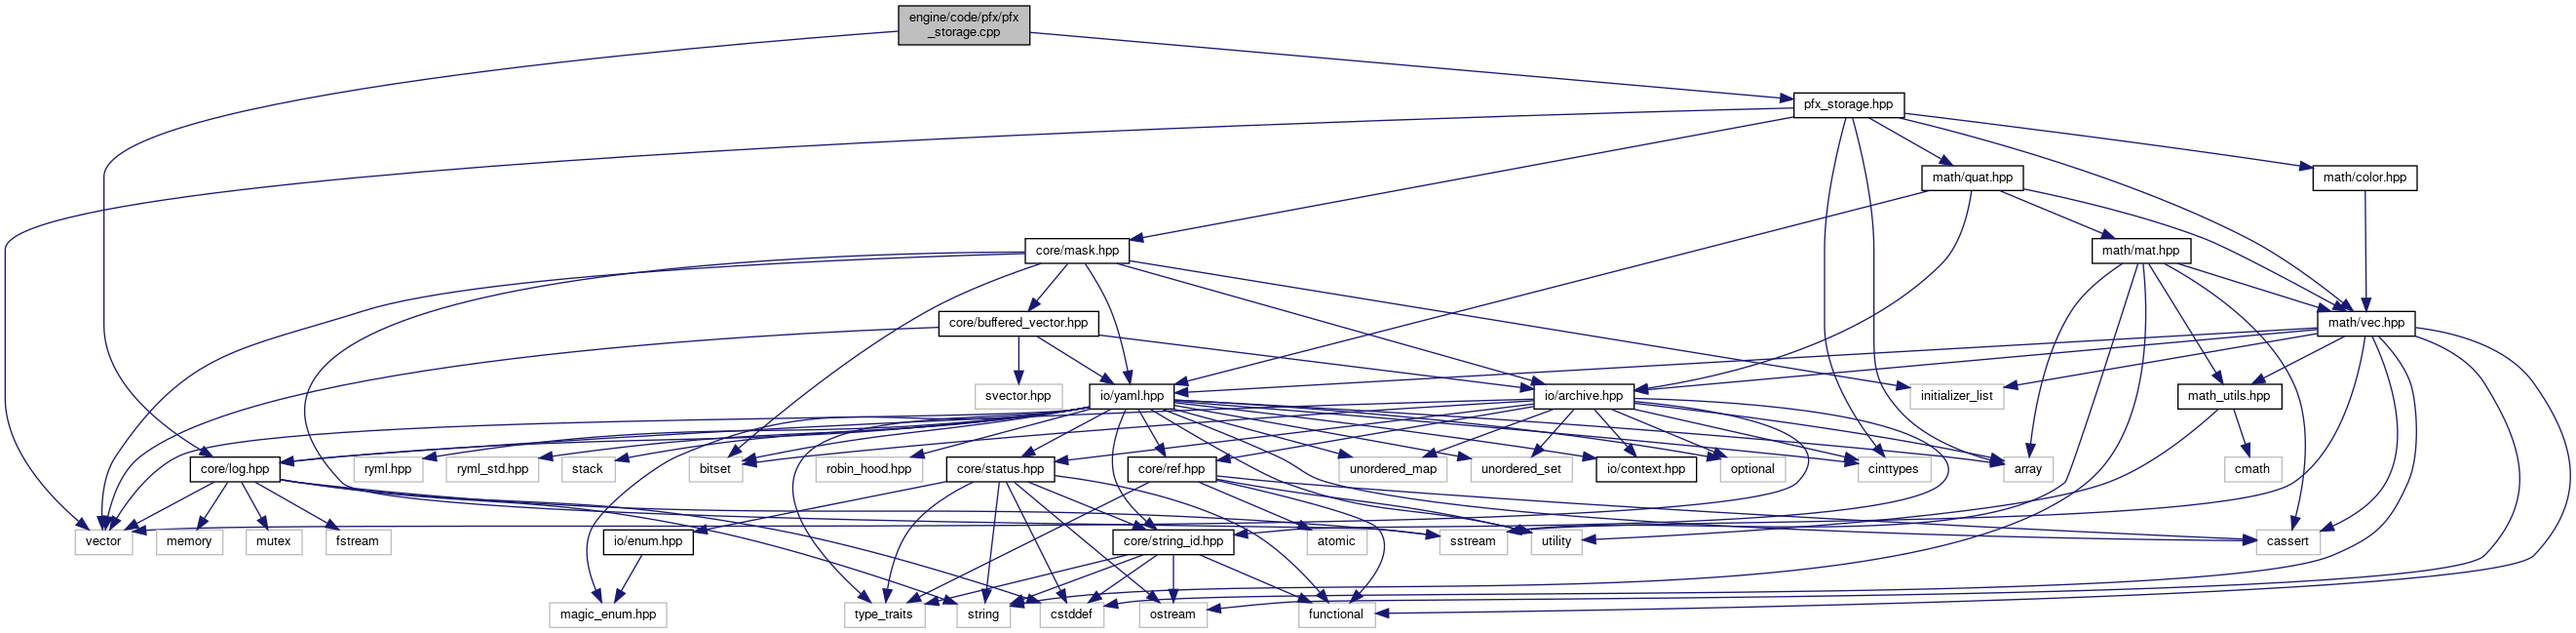 engine/code/pfx/pfx
_storage.cpp
pfx_storage.hpp
math/quat.hpp
math/color.hpp
core/mask.hpp
math/mat.hpp
core/buffered_vector.hpp
math/vec.hpp
svector.hpp
io/yaml.hpp
io/archive.hpp
initializer_list
math_utils.hpp
core/log.hpp
ryml.hpp
ryml_std.hpp
stack
bitset
robin_hood.hpp
core/status.hpp
core/ref.hpp
unordered_map
unordered_set
io/context.hpp
optional
cinttypes
array
cmath
vector
memory
mutex
fstream
io/enum.hpp
sstream
core/string_id.hpp
atomic
utility
cassert
magic_enum.hpp
type_traits
string
cstddef
ostream
functional